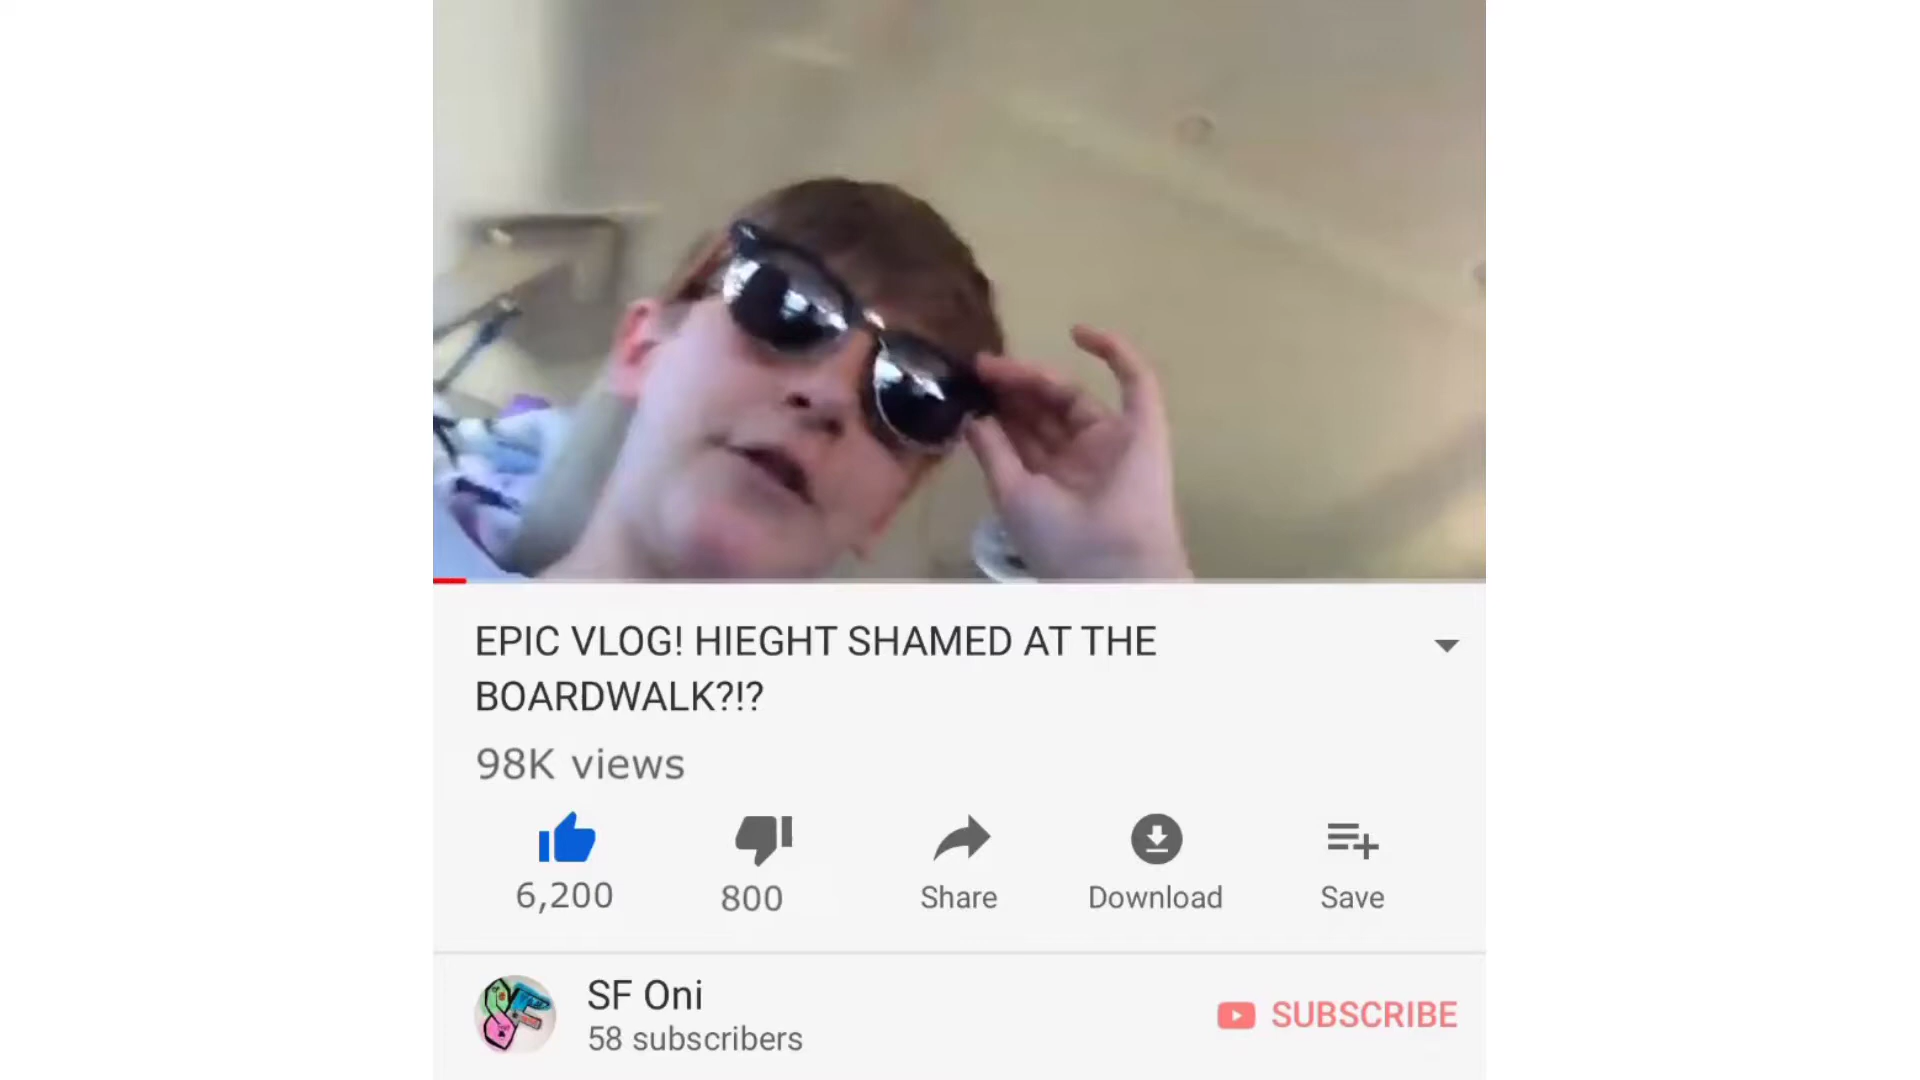 EPIC VLOG! HIEGHT SHAMED AT THE
BOARDWALK?!?
98K views
6,200
800
Share
Download
Save
SF Oni
58 subscribers
SUBSCRIBE